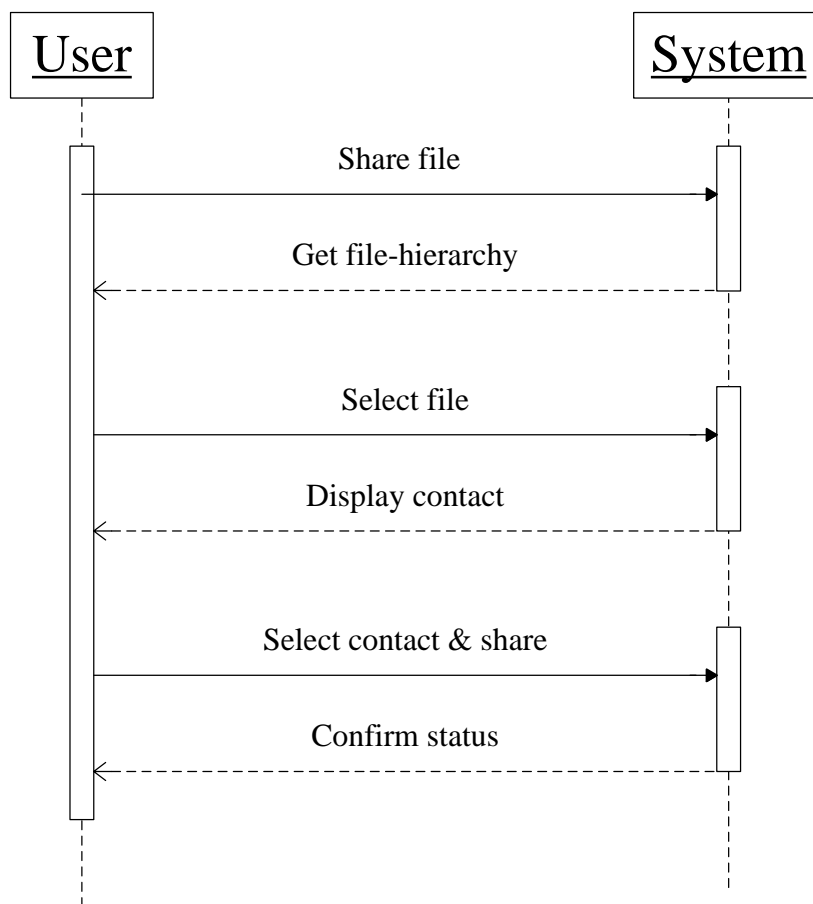 User
System
Share file
Get file-hierarchy
Select file
Display contact
Select contact & share
Confirm status